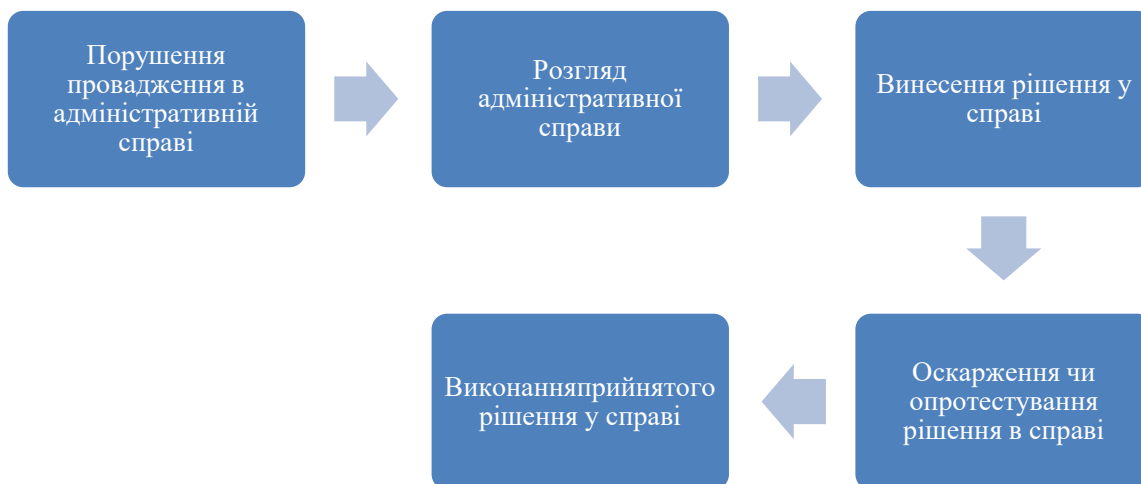 Порушення
провадження в
адміністративній
справі
Розгляд
адміністративної
справи
Винесення рішення у
справі
Оскарження чи
опротестування
рішення в справі
Виконанняприйнятого
рішення у справі